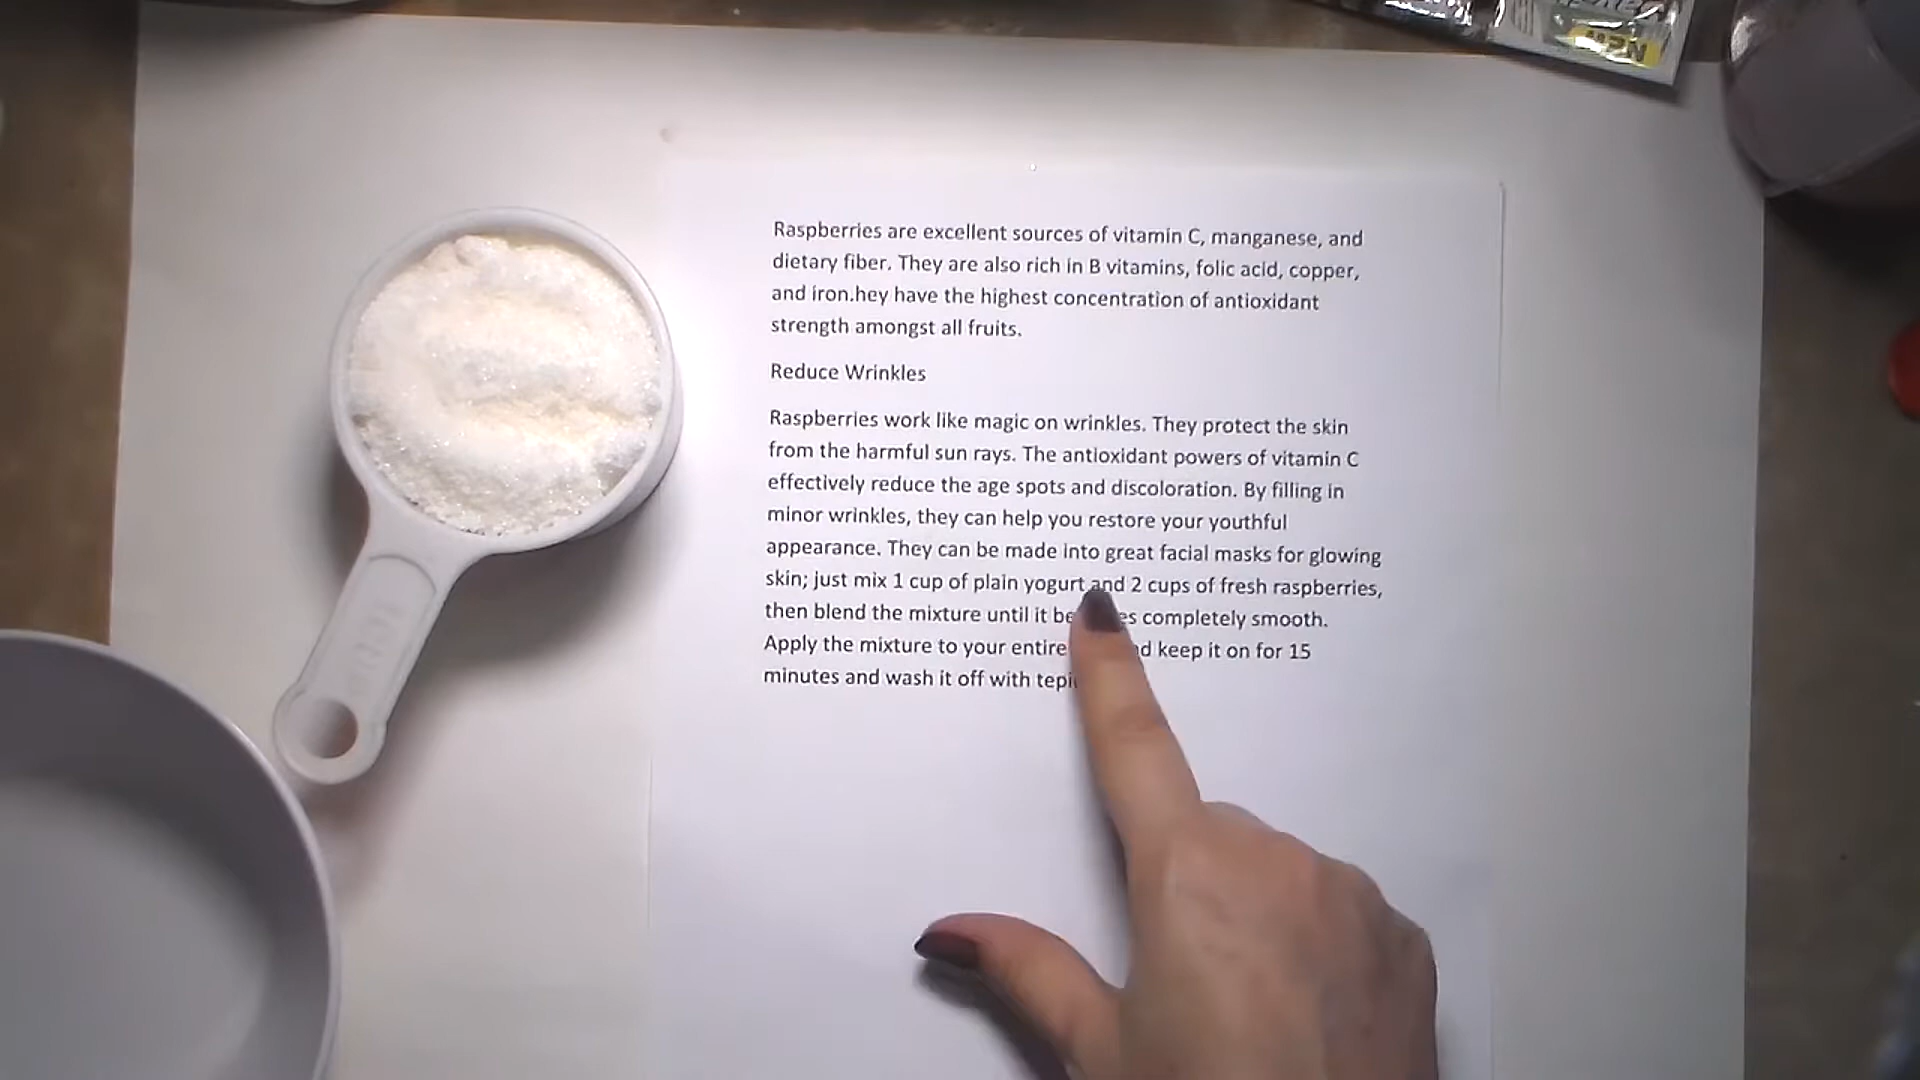 Raspberries are excellent sources of vitamin C, manganese, and
dietary fiber. They are also rich in B vitamins, folic acid, copper,
and iron.hey have the highest concentration of antioxidant
strength amongst all fruits.
Reduce Wrinkles
Raspberries work like magic on wrinkles. They protect the skin
from the harmful sun rays. The antioxidant powers of vitamin C
effectively reduce the age spots and discoloration. By filling in
minor wrinkles, they can help you restore your youthful
appearance. They can be made into great facial masks for glowing
skin; just mix 1 cup of plain yogurt and 2 cups of fresh raspberries,
then blend the mixture until it completely smooth.
Apply the mixture to your entire keep it on for 15
minutes and wash it off with